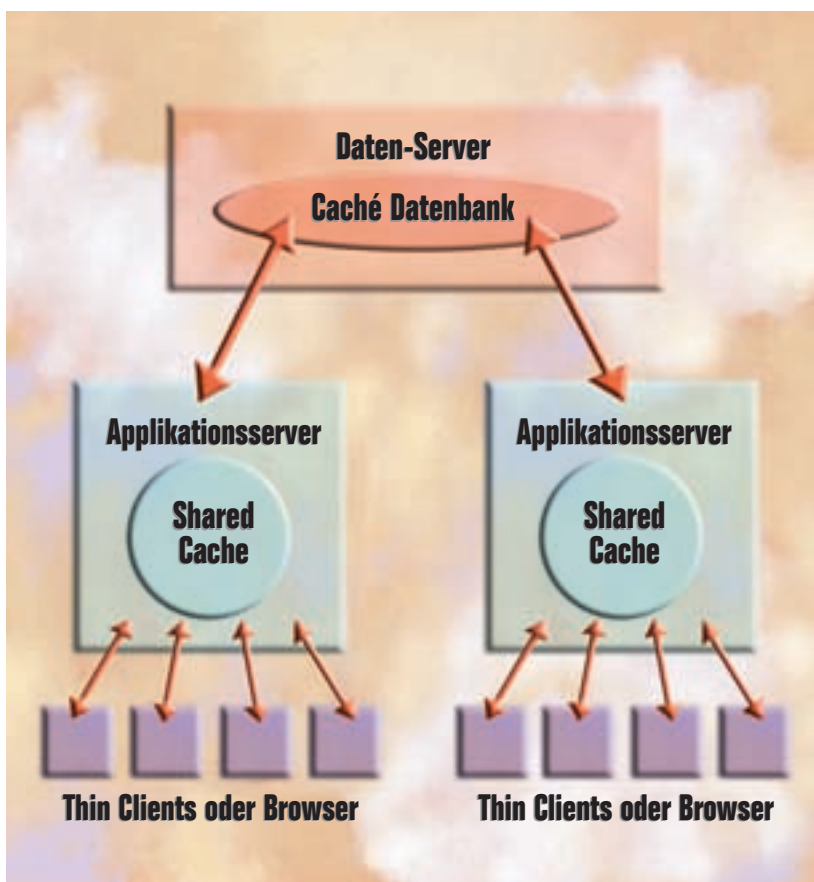 Daten-Server
Caché Datenbank
Applikationsserver
Shared
Cache
Applikationsserver
Shared
Cache
Thin Clients oder Browser
Thin Clients oder Browser